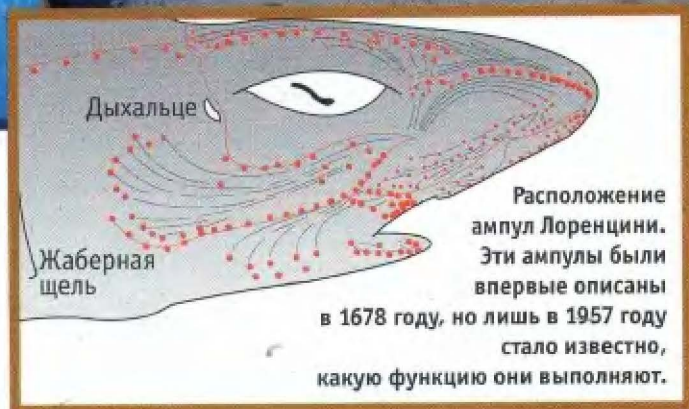 Дыхальце
Жаберная
щель
Расположение
ампул Лоренцини.
Эти ампулы были
впервые описаны
в 1678 году, но лишь в 1957 году
стало известно,
какую функцию они выполняют.